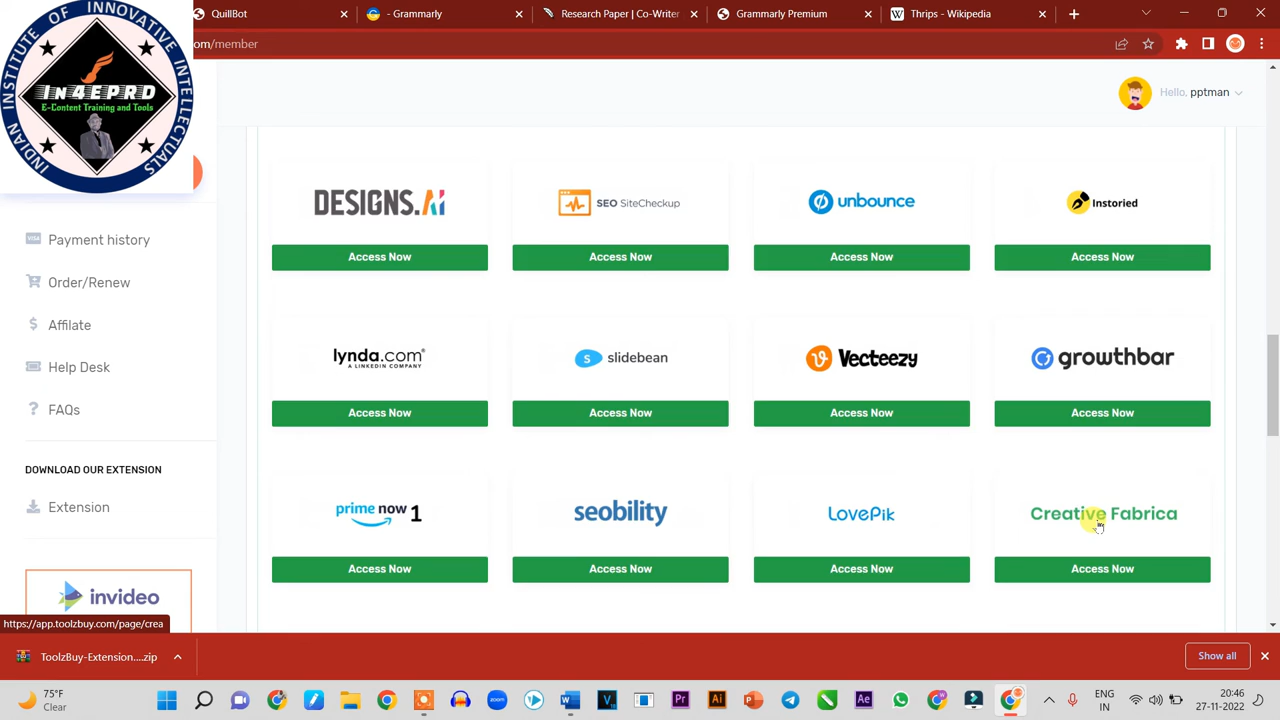 QuillBot
- Grammarly
Research Paper | Co-Writer
Grammarly Premium
Thrips - Wikipedia
om/member
INDIAN INSTITUTE OF INNOVATIVE INTELLECTUALS
IN4EPRD
E-Content Training and Tools
Hello, pptman
DESIGNS.AI
SEO SiteCheckup
unbounce
Instoried
Access Now
Access Now
Access Now
Access Now
Payment history
Order/Renew
Affilate
Help Desk
FAQs
DOWNLOAD OUR EXTENSION
Extension
invideo
lynda.com®
A LINKEDIN COMPANY
slidebean
Vecteezy
growthbar
Access Now
Access Now
Access Now
Access Now
prime now 1
seobility
LovePik
Creative Fabrica
Access Now
Access Now
Access Now
Access Now
https://app.toolzbuy.com/page/crea
ToolzBuy-Extension....zip
Show all
75°F
Clear
ENG
IN
20:46
27-11-2022